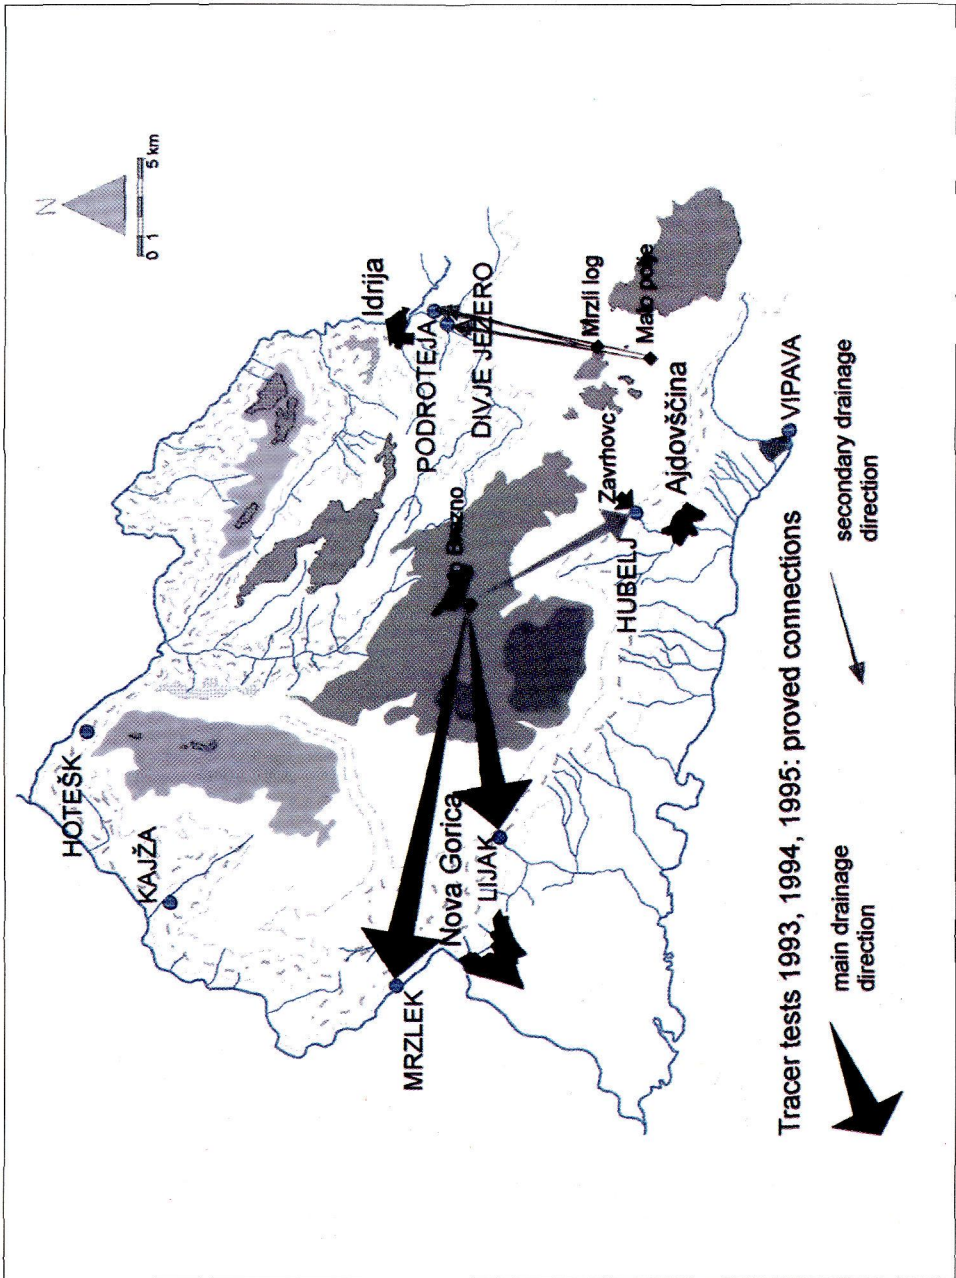 N
0 1 5 km
HOTEŠK
KAJŽA
Idrija
PODROTEJA
DIVJE JEZERO
Mrzli log
Malo polje
Zavrhovc
Ajdovščina
HUBELJ
VIPAVA
Brezno
Nova Gorica
LIJAK
MRZLEK
Tracer tests 1993, 1994, 1995: proved connections
main drainage
direction
secondary drainage
direction